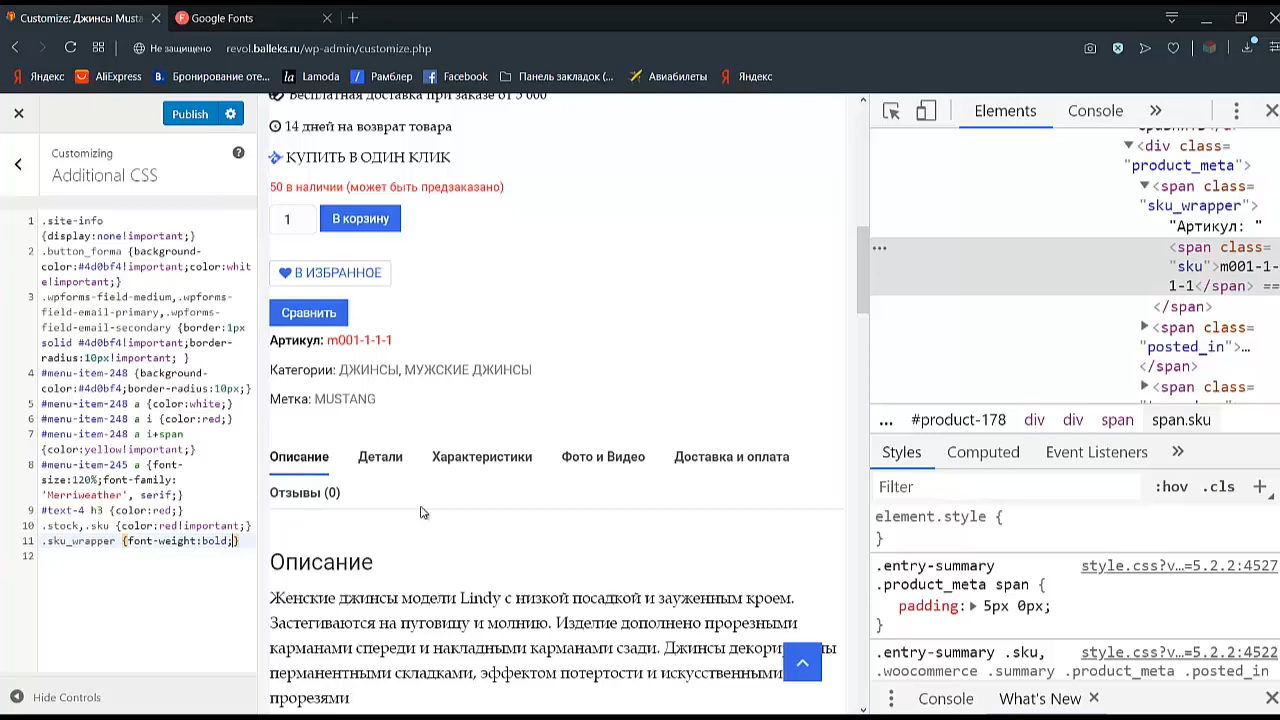 Customize: Джинсы Musta
Google Fonts
Не защищено
revol.balleks.ru/wp-admin/customize.php
Яндекс
AliExpress
Бронирование оте...
Lamoda
Рамблер
Facebook
Панель закладок (...
Авиабилеты
Яндекс
Publish
Customizing
Additional CSS
1 .site-info
{display:none!important;}
2 .button_forma {background-
color:#4d0bf4!important;color:whit
e!important;}
3 .wpforms-field-medium,.wpforms-
field-email-primary,.wpforms-
field-email-secondary {border:1px
solid #4d0bf4!important;border-
radius:10px!important; }
4 #menu-item-248 {background-
color:#4d0bf4;border-radius:10px;}
5 #menu-item-248 a {color:white;}
6 #menu-item-248 a i {color:red;}
7 #menu-item-248 a i+span
{color:yellow!important;}
8 #menu-item-245 a {font-
size:120%;font-family:
'Merriweather', serif;}
9 #text-4 h3 {color:red;}
10 .stock,.sku {color:red!important;}
11 .sku_wrapper {font-weight:bold;}
12
Hide Controls
Бесплатная доставка при заказе от 5 000
14 дней на возврат товара
КУПИТЬ В ОДИН КЛИК
50 в наличии (может быть предзаказано)
1
В корзину
В ИЗБРАННОЕ
Сравнить
Артикул: m001-1-1-1
Категории: ДЖИНСЫ, МУЖСКИЕ ДЖИНСЫ
Метка: MUSTANG
Описание Детали Характеристики Фото и Видео Доставка и оплата
Отзывы (0)
Описание
Женские джинсы модели Lindy с низкой посадкой и зауженным кроем.
Застегиваются на пуговицу и молнию. Изделие дополнено прорезными
карманами спереди и накладными карманами сзади. Джинсы декори ы
перманентными складками, эффектом потертости и искусственными
прорезями
Elements Console
<div class=
"product_meta">
<span class=
"sku_wrapper">
"Артикул: "
<span class=
"sku">m001-1-
1-1</span> ==
</span>
<span class=
"posted_in">…
</span>
<span class=
... #product-178 div div span span.sku
Styles Computed Event Listeners
Filter
:hov .cls
element.style {
}
.entry-summary style.css?v…=5.2.2:4527
.product_meta span {
padding: 5px 0px;
}
.entry-summary .sku, style.css?v…=5.2.2:4522
.woocommerce .summary .product_meta .posted_in
Console What's New